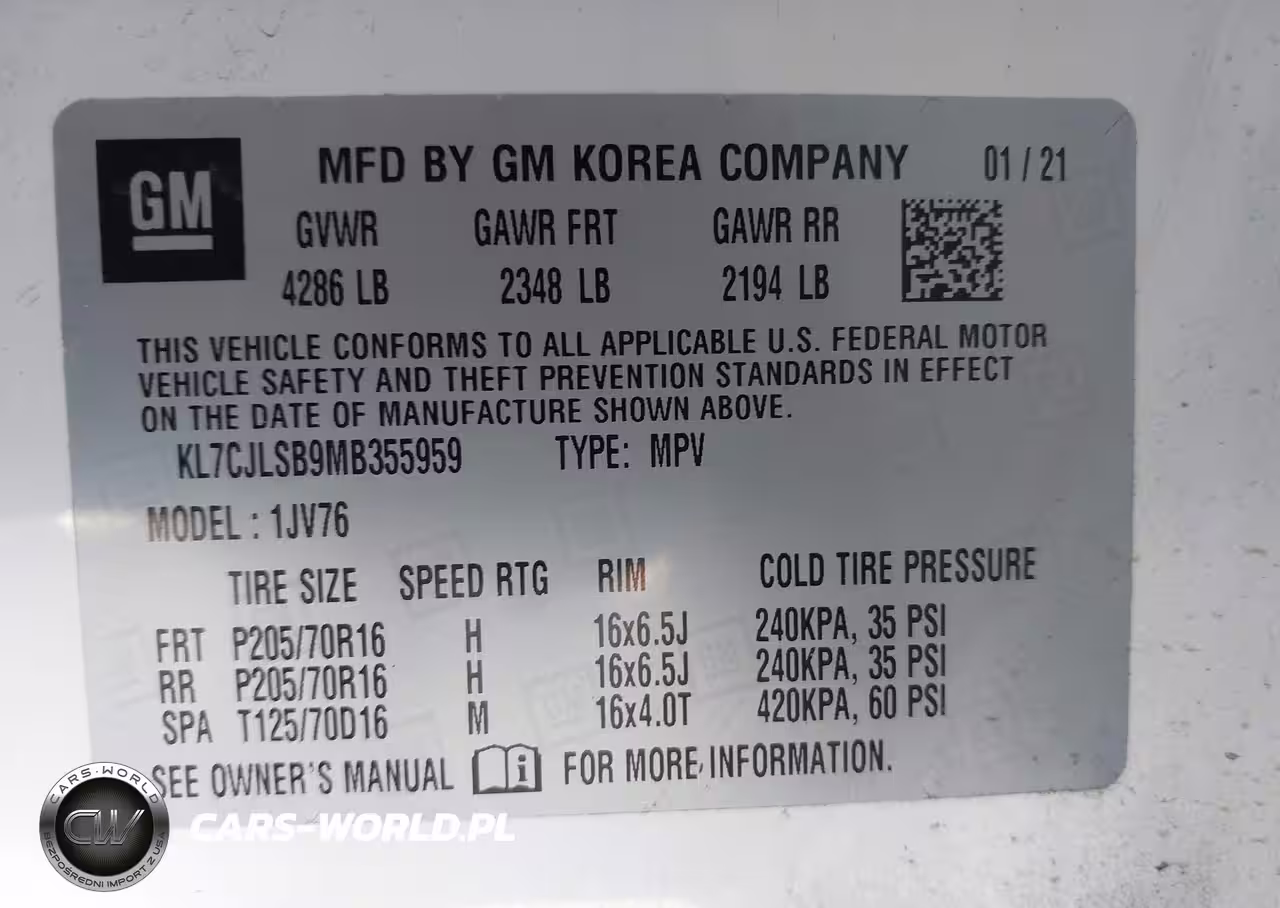 GM
MFD BY GM KOREA COMPANY 01 / 21
GVWR GAWR FRT GAWR RR
4286 LB 2348 LB 2194 LB
THIS VEHICLE CONFORMS TO ALL APPLICABLE U.S. FEDERAL MOTOR
VEHICLE SAFETY AND THEFT PREVENTION STANDARDS IN EFFECT
ON THE DATE OF MANUFACTURE SHOWN ABOVE.
KL7CJLSB9MB355959 TYPE: MPV
MODEL : 1JV76
TIRE SIZE SPEED RTG RIM COLD TIRE PRESSURE
FRT P205/70R16 H 16x6.5J 240KPA, 35 PSI
RR P205/70R16 H 16x6.5J 240KPA, 35 PSI
SPA T125/70D16 M 16x4.0T 420KPA, 60 PSI
SEE OWNER'S MANUAL i FOR MORE INFORMATION.
CARS-WORLD
CW
BEZPOŚREDNI IMPORT Z USA
CARS-WORLD.PL